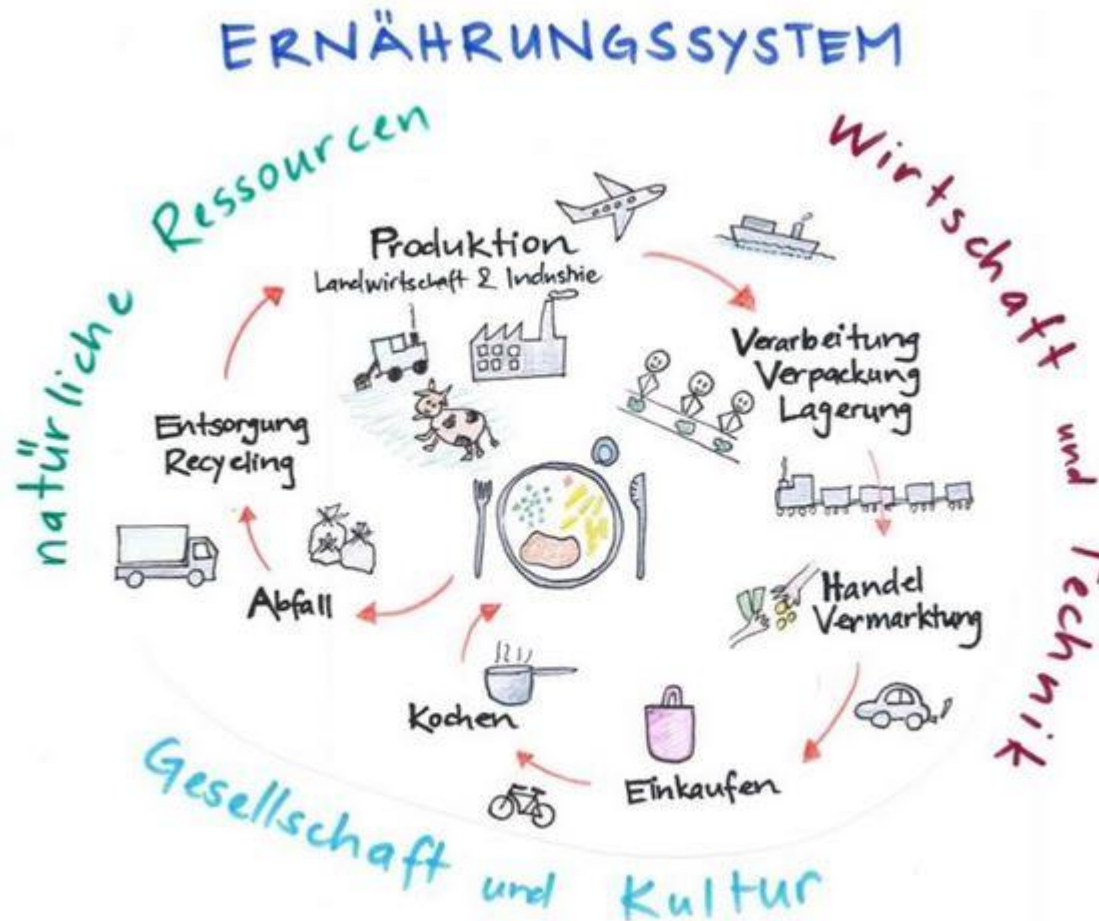 ERNÄHRUNGSSYSTEM
natürliche Ressourcen
Wirtschaft und Technik
Produktion
Landwirtschaft & Industrie
Verarbeitung
Verpackung
Lagerung
Handel
Vermarktung
Einkaufen
Kochen
Abfall
Entsorgung
Recycling
Gesellschaft und Kultur